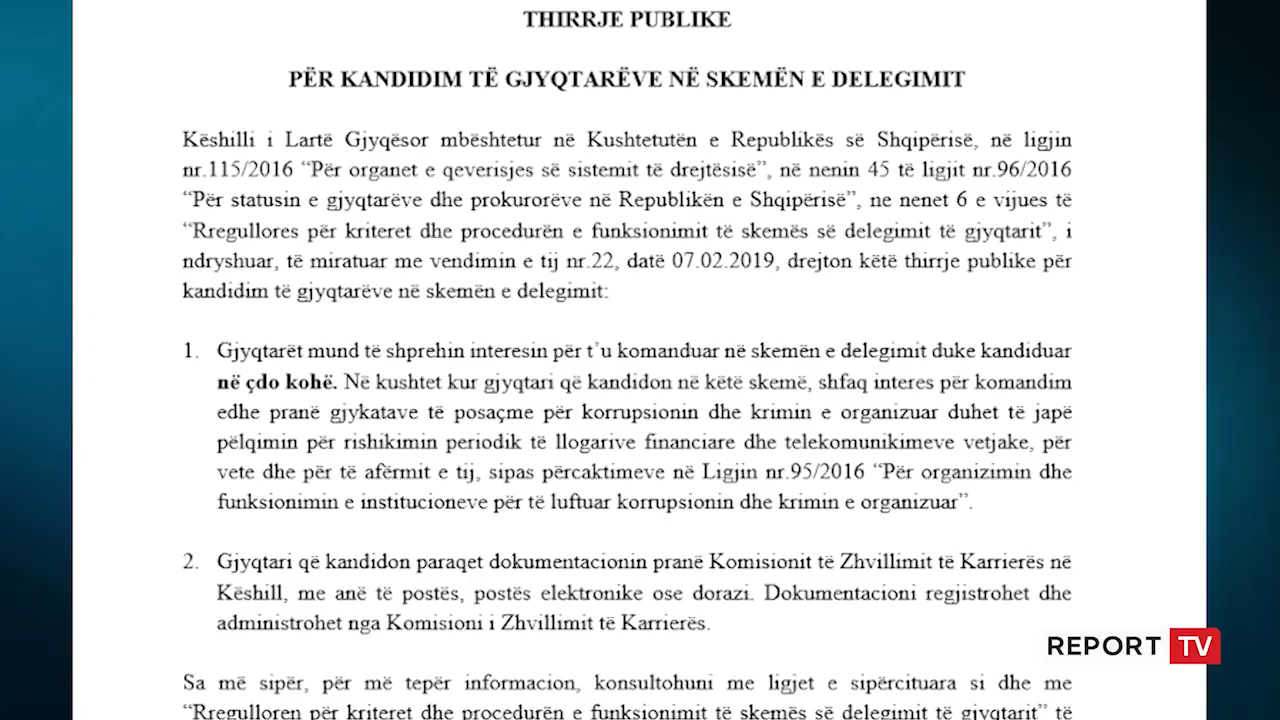 THIRRJE PUBLIKE
PËR KANDIDIM TË GJYQTARËVE NË SKEMËN E DELEGIMIT
Këshilli i Lartë Gjyqësor mbështetur në Kushtetutën e Republikës së Shqipërisë, në ligjin
nr.115/2016 “Për organet e qeverisjes së sistemit të drejtësisë”, në nenin 45 të ligjit nr.96/2016
“Për statusin e gjyqtarëve dhe prokurorëve në Republikën e Shqipërisë”, ne nenet 6 e vijues të
“Rregullores për kriteret dhe procedurën e funksionimit të skemës së delegimit të gjyqtarit”, i
ndryshuar, të miratuar me vendimin e tij nr.22, datë 07.02.2019, drejton këtë thirrje publike për
kandidim të gjyqtarëve në skemën e delegimit:
1. Gjyqtarët mund të shprehin interesin për t’u komanduar në skemën e delegimit duke kandiduar
në çdo kohë. Në kushtet kur gjyqtari që kandidon në këtë skemë, shfaq interes për komandim
edhe pranë gjykatave të posaçme për korrupsionin dhe krimin e organizuar duhet të japë
pëlqimin për rishikimin periodik të llogarive financiare dhe telekomunikimeve vetjake, për
vete dhe për të afërmit e tij, sipas përcaktimeve në Ligjin nr.95/2016 “Për organizimin dhe
funksionimin e institucioneve për të luftuar korrupsionin dhe krimin e organizuar”.
2. Gjyqtari që kandidon paraqet dokumentacionin pranë Komisionit të Zhvillimit të Karrierës në
Këshill, me anë të postës, postës elektronike ose dorazi. Dokumentacioni regjistrohet dhe
administrohet nga Komisioni i Zhvillimit të Karrierës.
REPORT TV
Sa më sipër, për më tepër informacion, konsultohuni me ligjet e sipërcituara si dhe me
“Rregulloren për kriteret dhe procedurën e funksionimit të skemës së delegimit të gjyqtarit” të